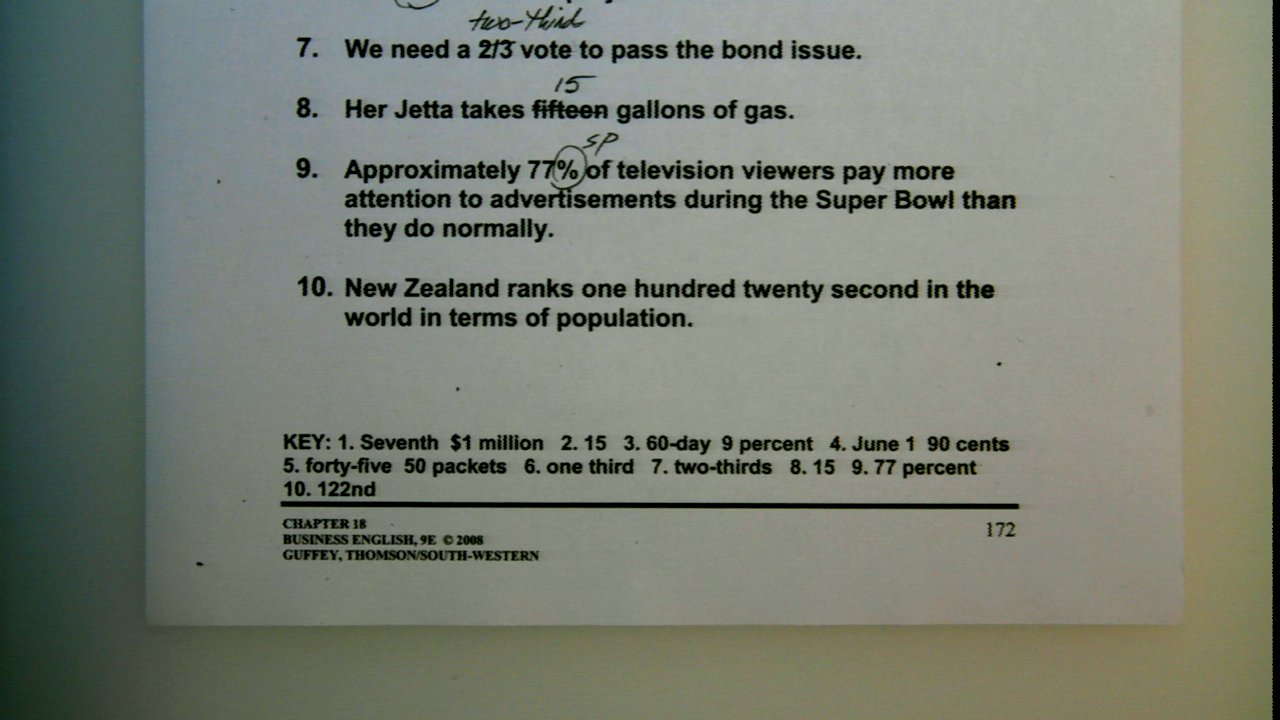 two-third
7. We need a 2/3 vote to pass the bond issue.
15
8. Her Jetta takes fifteen gallons of gas.
SP
9. Approximately 77% of television viewers pay more
attention to advertisements during the Super Bowl than
they do normally.
10. New Zealand ranks one hundred twenty second in the
world in terms of population.
KEY: 1. Seventh $1 million 2. 15 3. 60-day 9 percent 4. June 1 90 cents
5. forty-five 50 packets 6. one third 7. two-thirds 8. 15 9. 77 percent
10. 122nd
CHAPTER 18
BUSINESS ENGLISH, 9E © 2008
GUFFEY, THOMSON/SOUTH-WESTERN
172